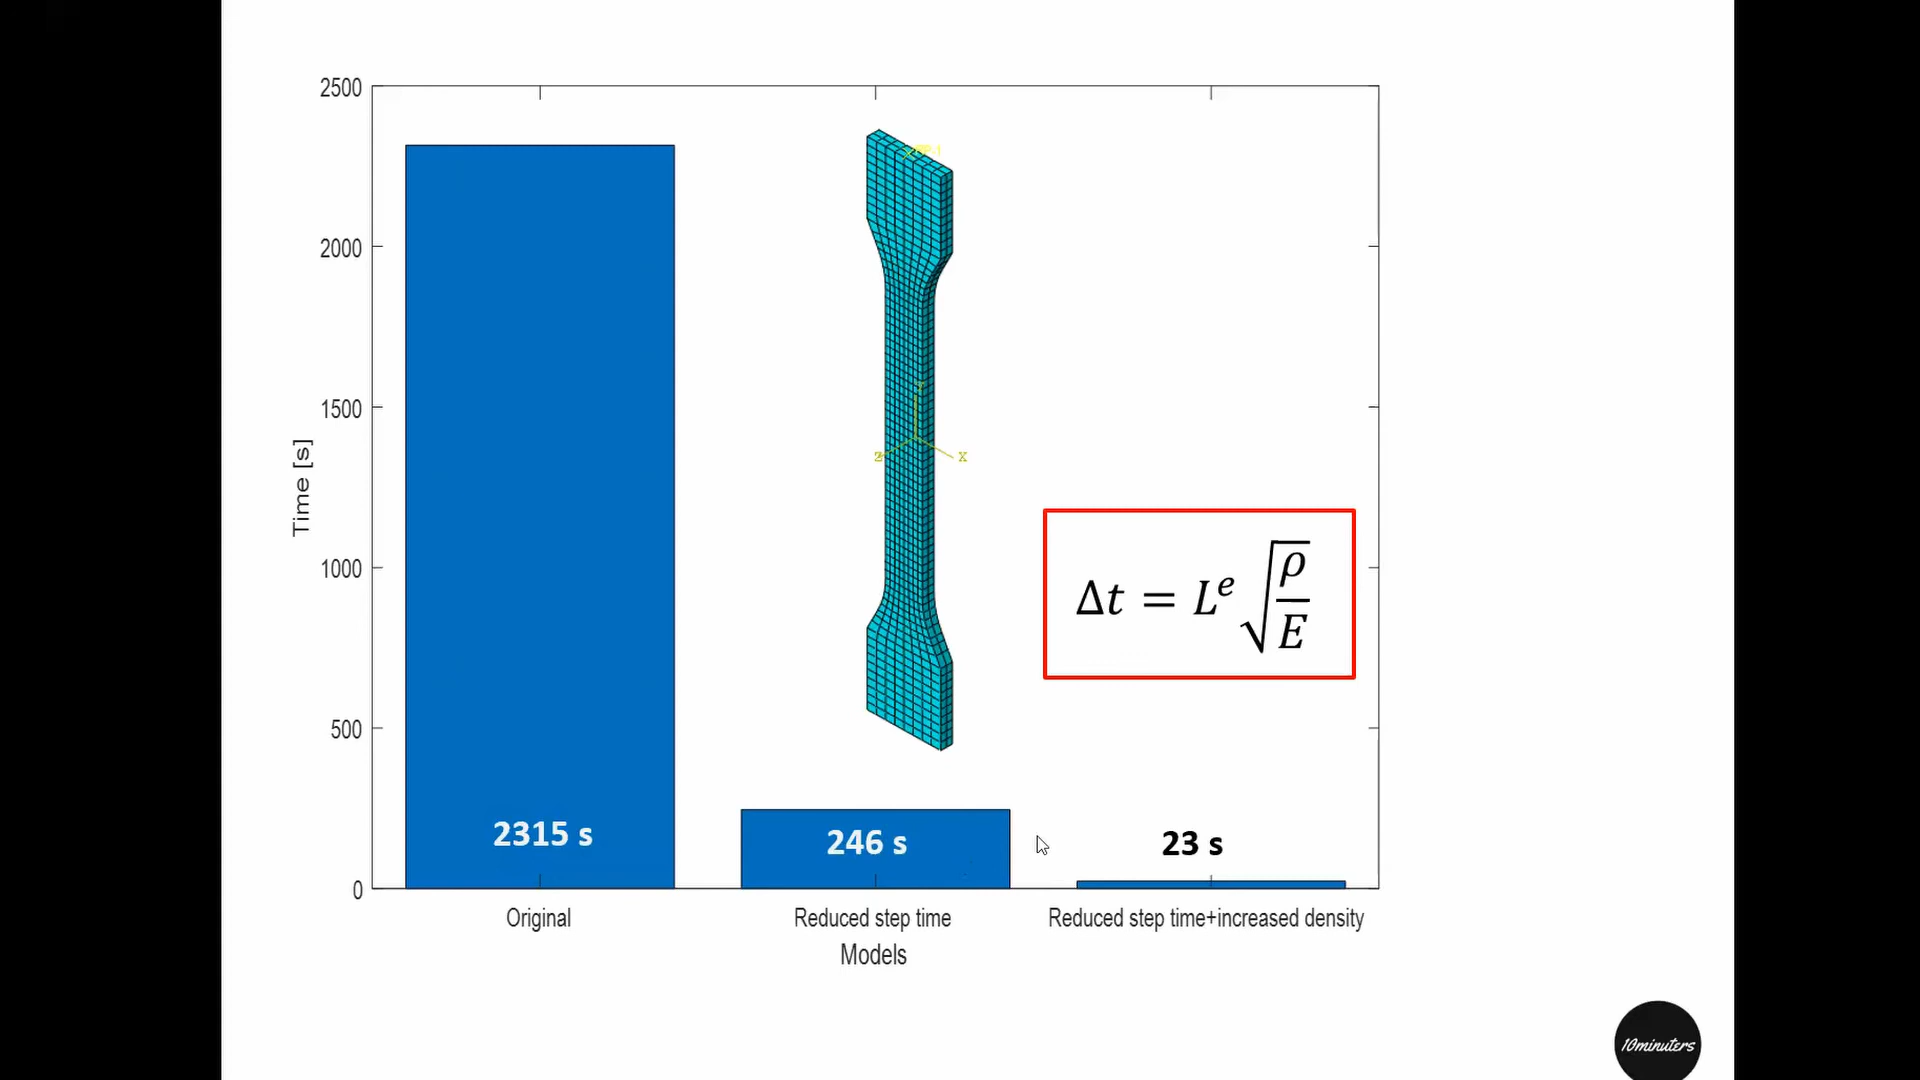 2500
2000
1500
1000
500
0
Time [s]
2315 s
246 s
23 s
Δt = Lᵉ √(ρ/E)
Z
X
Original
Reduced step time
Reduced step time+increased density
Models
10minuters